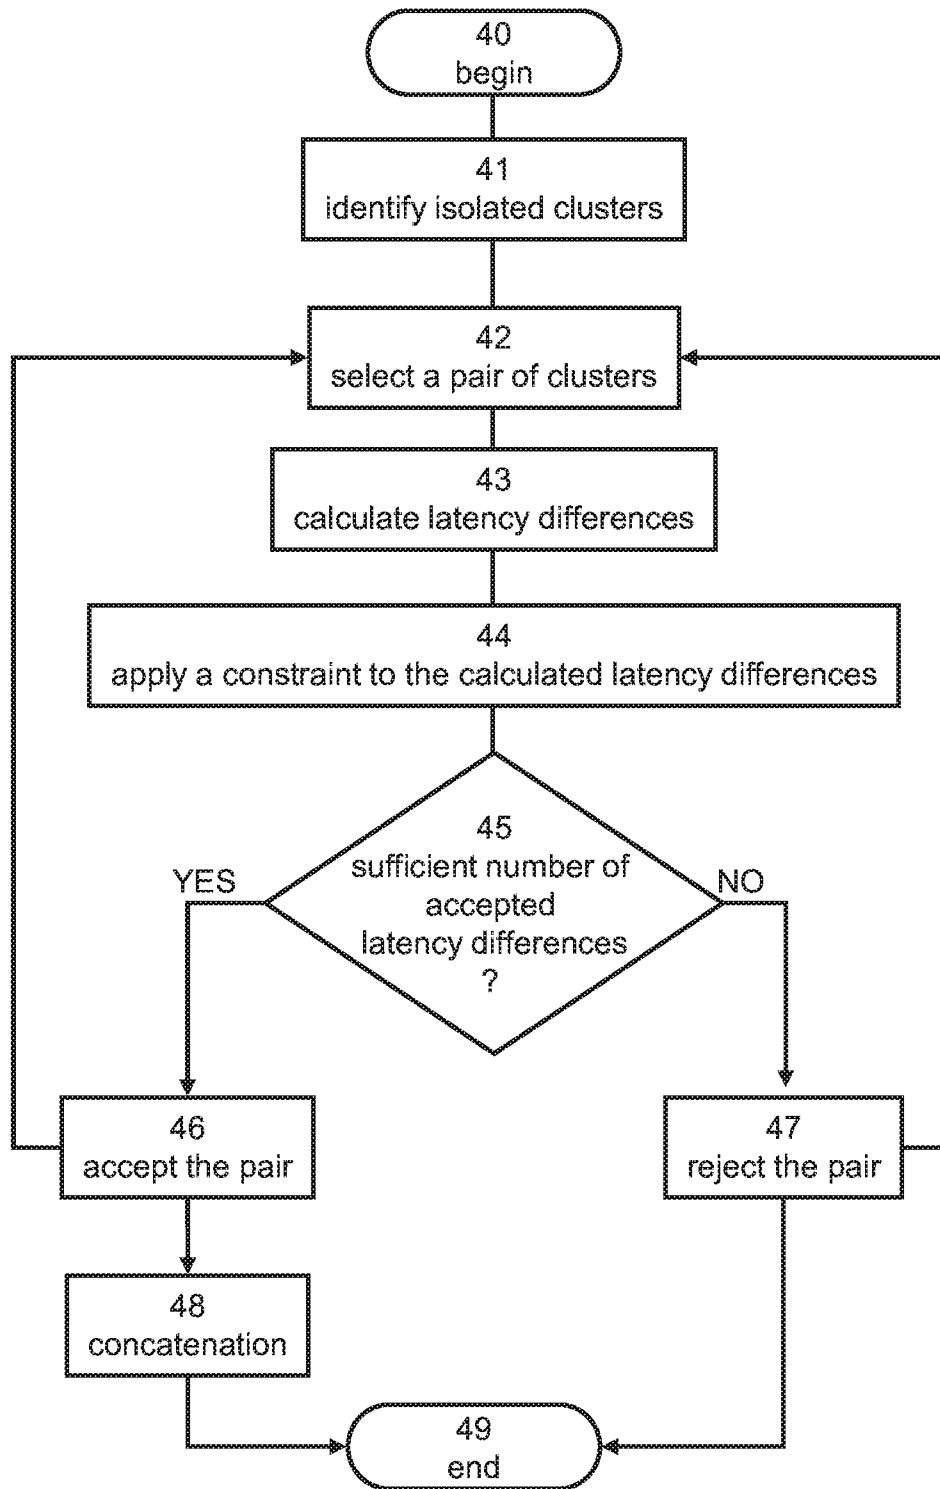 40
begin
41
identify isolated clusters
42
select a pair of clusters
43
calculate latency differences
44
apply a constraint to the calculated latency differences
45
sufficient number of
accepted
latency differences
?
YES
NO
46
accept the pair
47
reject the pair
48
concatenation
49
end